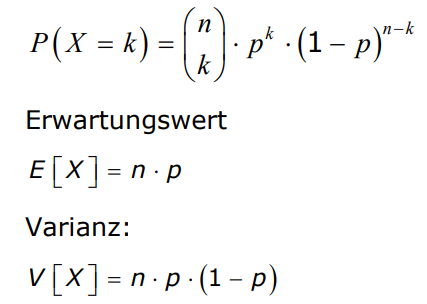 P(X = k) = (n k) · p^k · (1 − p)^{n−k}
Erwartungswert
E[X] = n · p
Varianz:
V[X] = n · p · (1 − p)